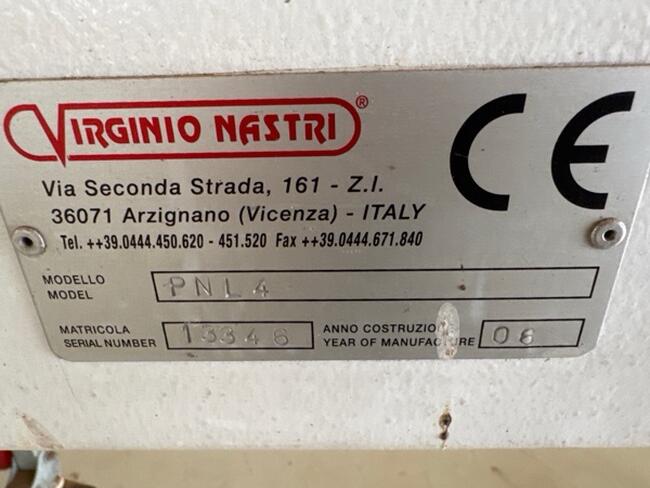 VIRGINIO NASTRI®
CE
Via Seconda Strada, 161 - Z.I.
36071 Arzignano (Vicenza) - ITALY
Tel. ++39.0444.450.620 - 451.520 Fax ++39.0444.671.840
MODELLO
MODEL
PNL4
MATRICOLA
SERIAL NUMBER
13346
ANNO COSTRUZIONE
YEAR OF MANUFACTURE
06